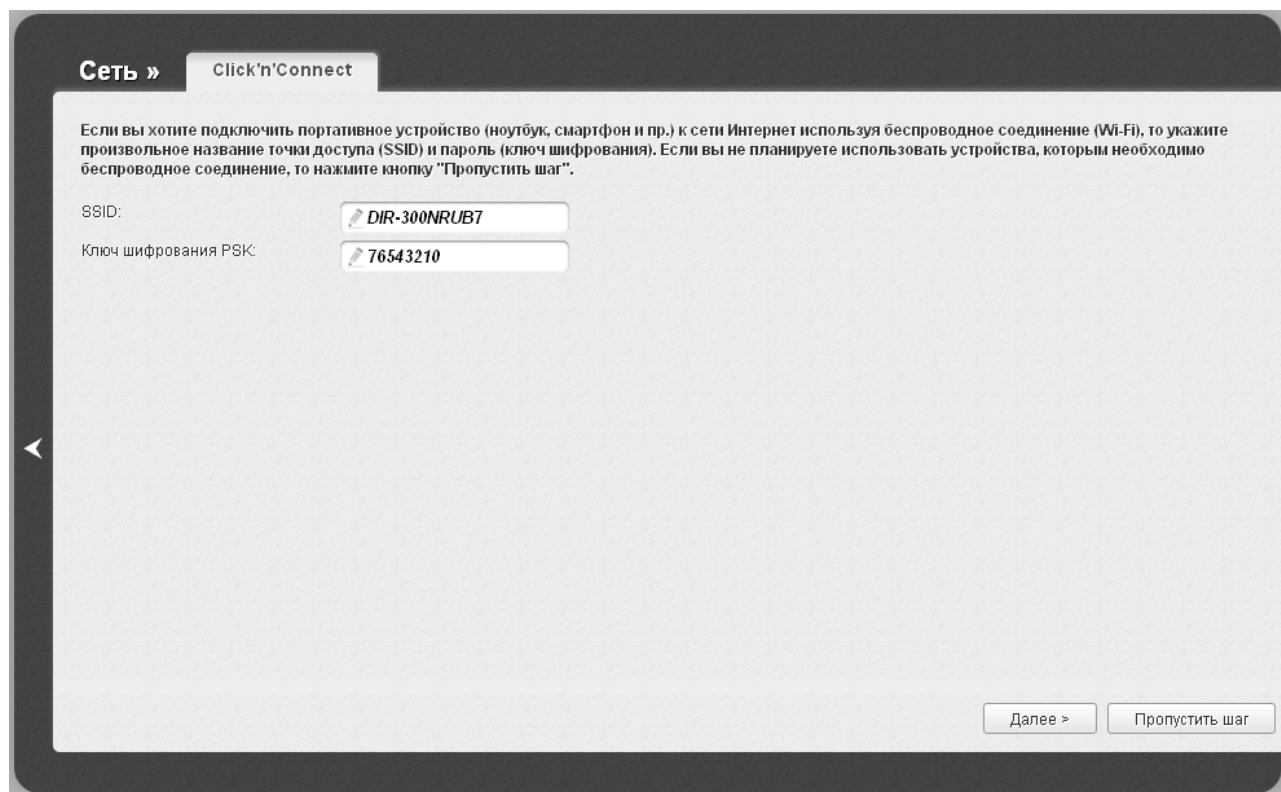 Сеть »
Click'n'Connect
Если вы хотите подключить портативное устройство (ноутбук, смартфон и пр.) к сети Интернет используя беспроводное соединение (Wi-Fi), то укажите
произвольное название точки доступа (SSID) и пароль (ключ шифрования). Если вы не планируете использовать устройства, которым необходимо
беспроводное соединение, то нажмите кнопку "Пропустить шаг".
SSID:
DIR-300NRUB7
Ключ шифрования PSK:
76543210
Далее >
Пропустить шаг